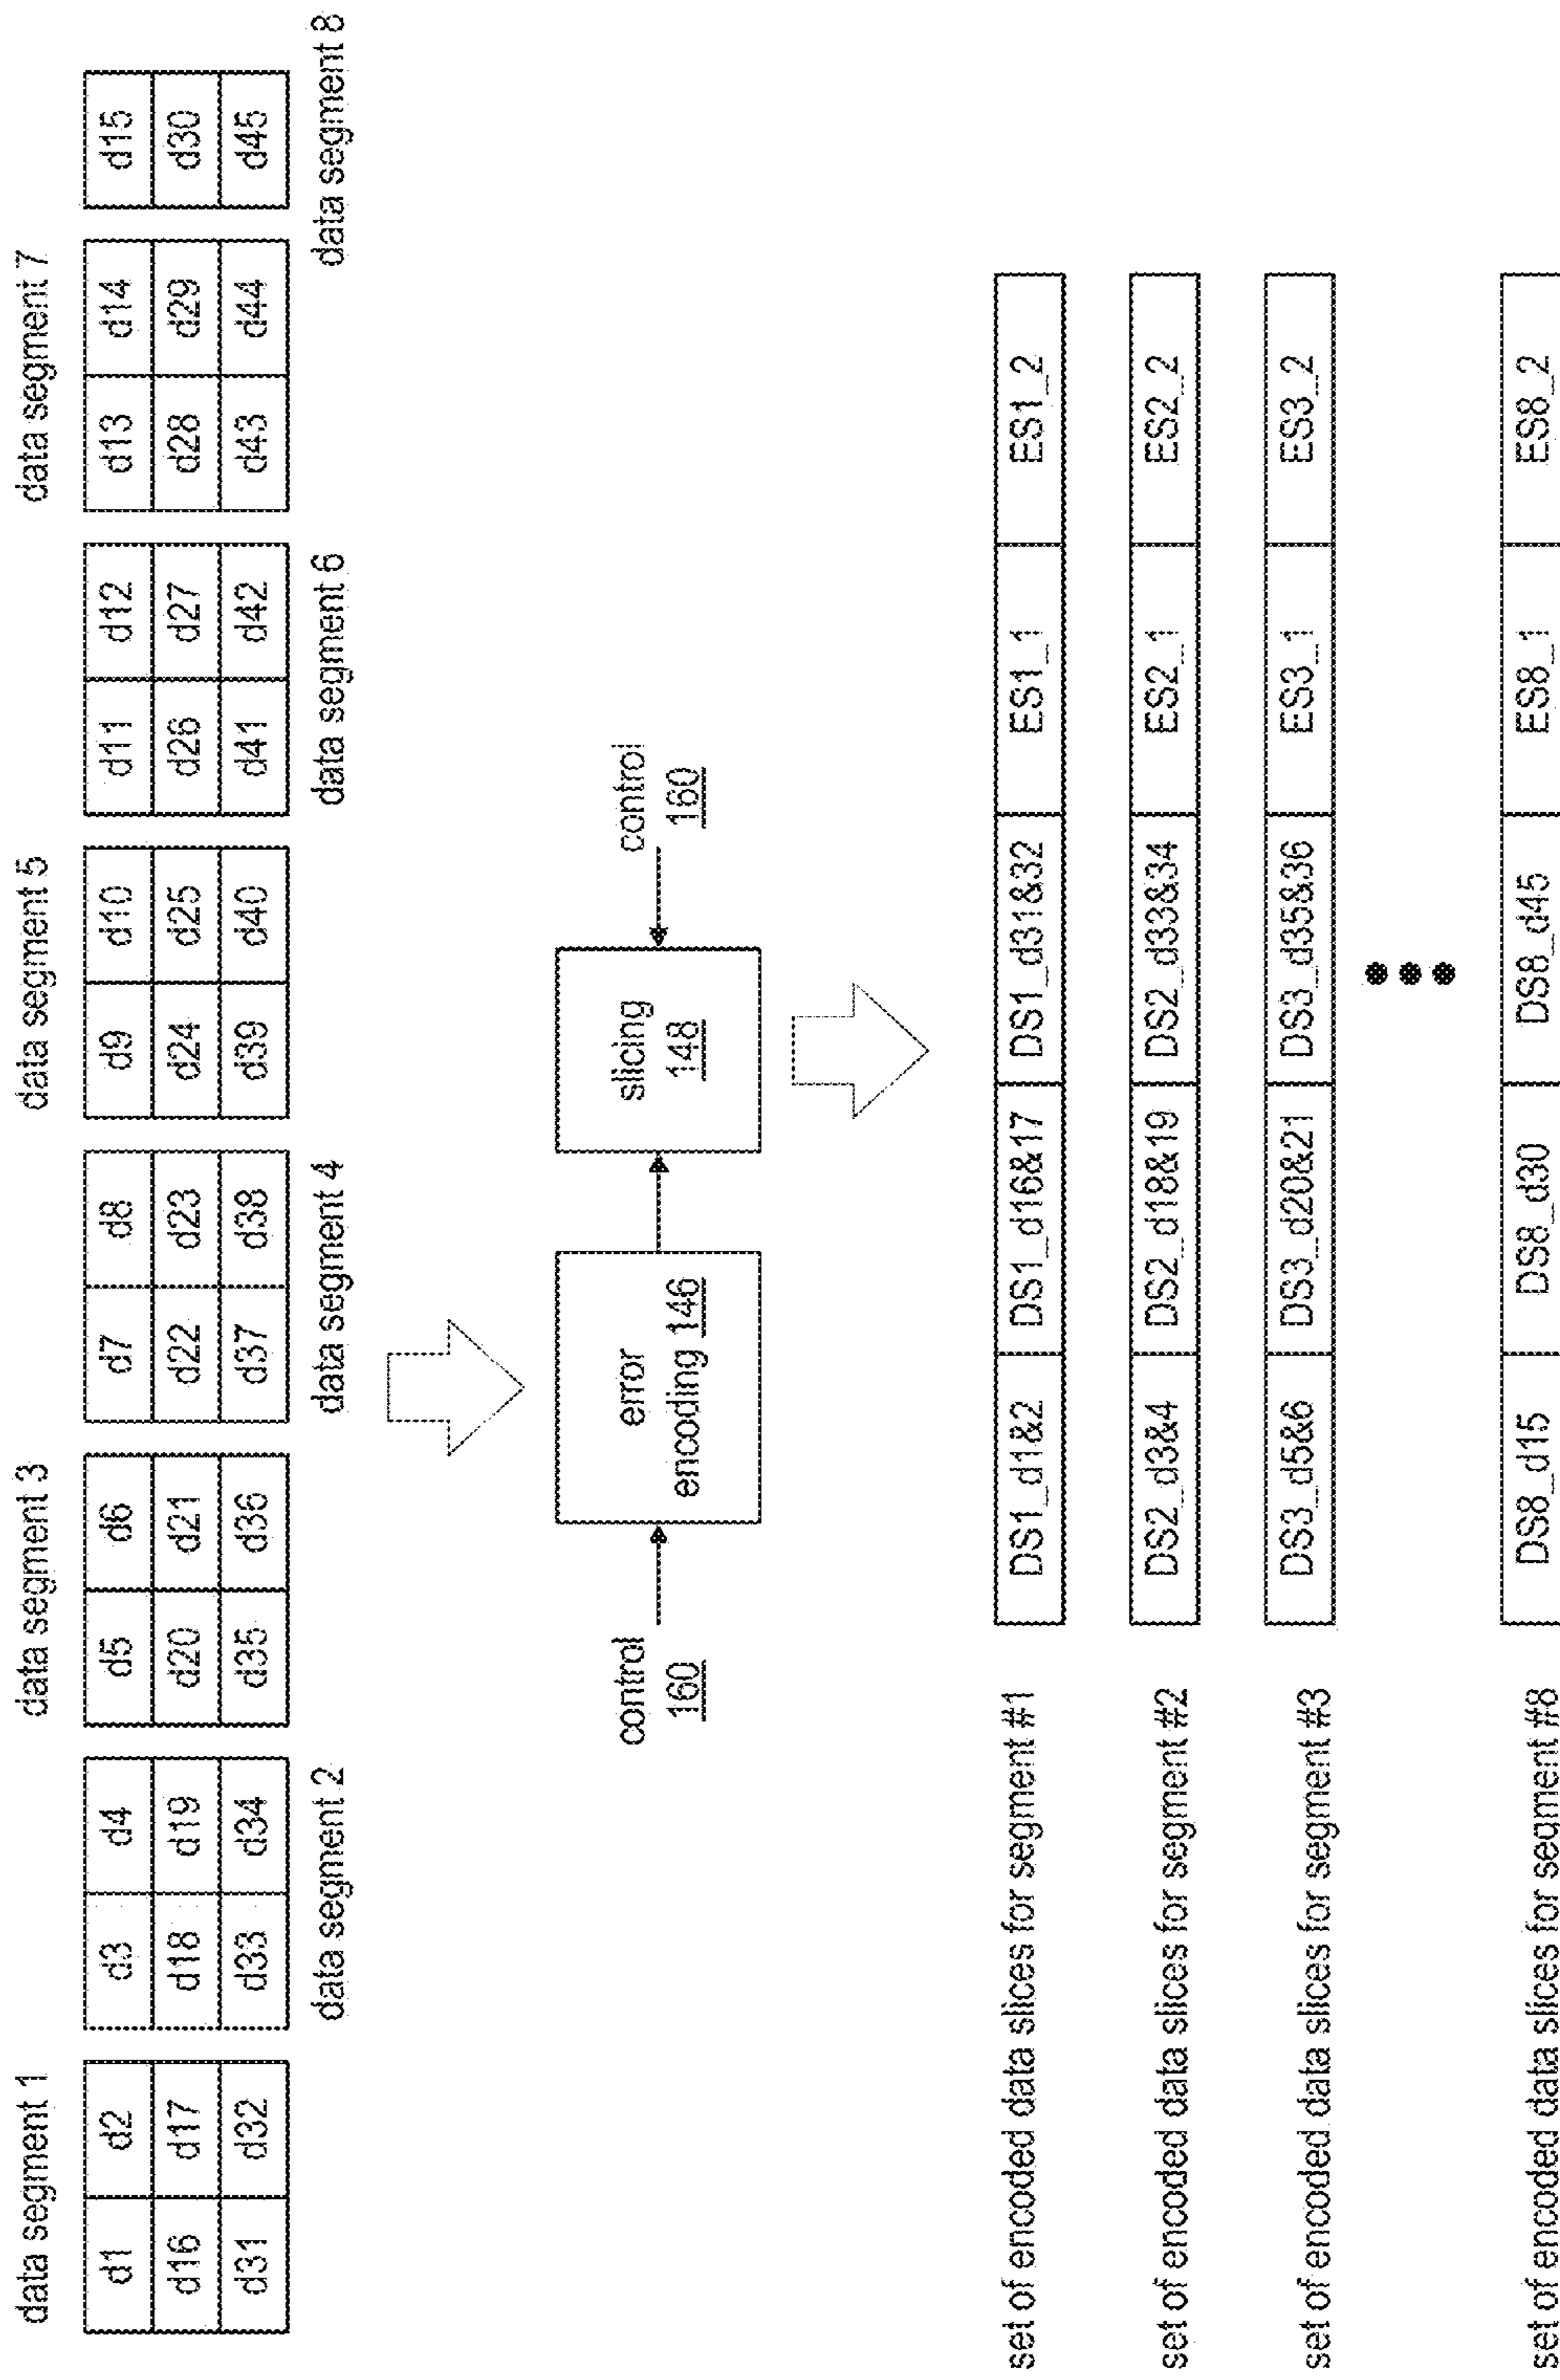 data segment 1 data segment 3 data segment 5 data segment 7
d1 d2 d3 d4 d5 d6 d7 d8 d9 d10 d11 d12 d13 d14 d15
d16 d17 d18 d19 d20 d21 d22 d23 d24 d25 d26 d27 d28 d29 d30
d31 d32 d33 d34 d35 d36 d37 d38 d39 d40 d41 d42 d43 d44 d45
data segment 2 data segment 4 data segment 6 data segment 8
control
160
error
encoding 146
slicing
148
control
160
set of encoded data slices for segment #1 DS1_d1&2 DS1_d16&17 DS1_d31&32 ES1_1 ES1_2
set of encoded data slices for segment #2 DS2_d3&4 DS2_d18&19 DS2_d33&34 ES2_1 ES2_2
set of encoded data slices for segment #3 DS3_d5&6 DS3_d20&21 DS3_d35&36 ES3_1 ES3_2
set of encoded data slices for segment #8 DS8_d15 DS8_d30 DS8_d45 ES8_1 ES8_2